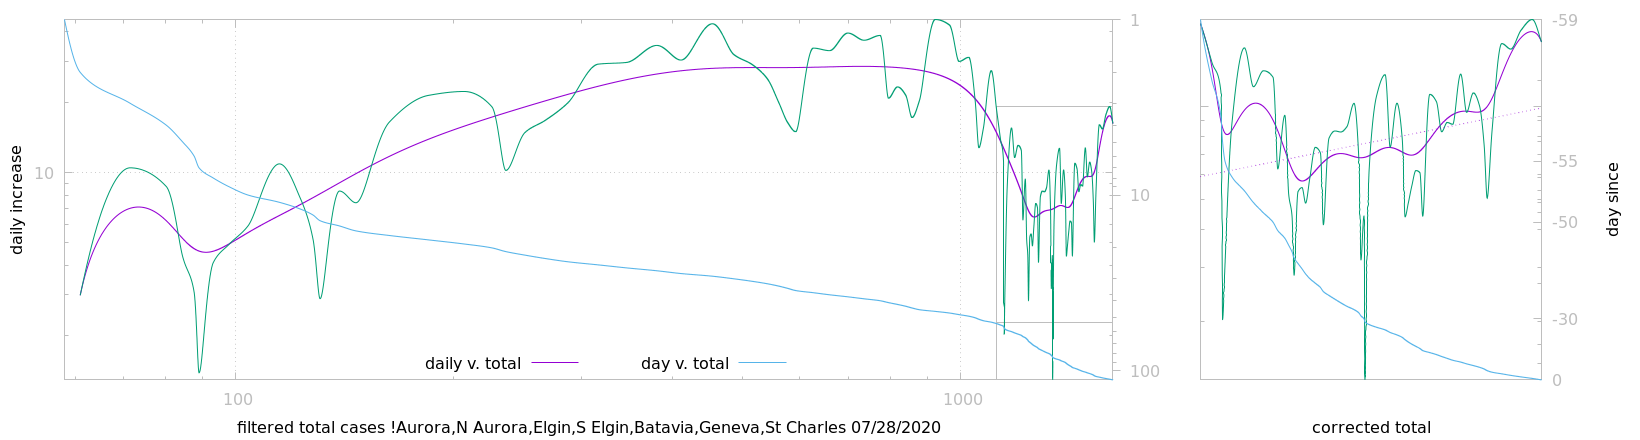 1
-59
10
-55
10
-50
daily increase
day since
-30
daily v. total
day v. total
100
0
100
1000
filtered total cases !Aurora,N Aurora,Elgin,S Elgin,Batavia,Geneva,St Charles 07/28/2020
corrected total